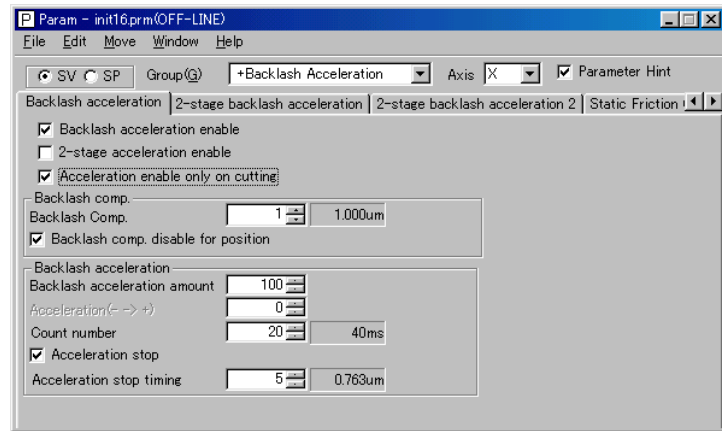 P Param - init16.prm(OFF-LINE)
File Edit Move Window Help
SV SP Group(G) +Backlash Acceleration Axis X Parameter Hint
Backlash acceleration 2-stage backlash acceleration 2-stage backlash acceleration 2 Static Friction
Backlash acceleration enable
2-stage acceleration enable
Acceleration enable only on cutting
Backlash comp.
Backlash Comp. 1 1.000um
Backlash comp. disable for position
Backlash acceleration
Backlash acceleration amount 100
Acceleration(- -> +) 0
Count number 20 40ms
Acceleration stop
Acceleration stop timing 5 0.763um